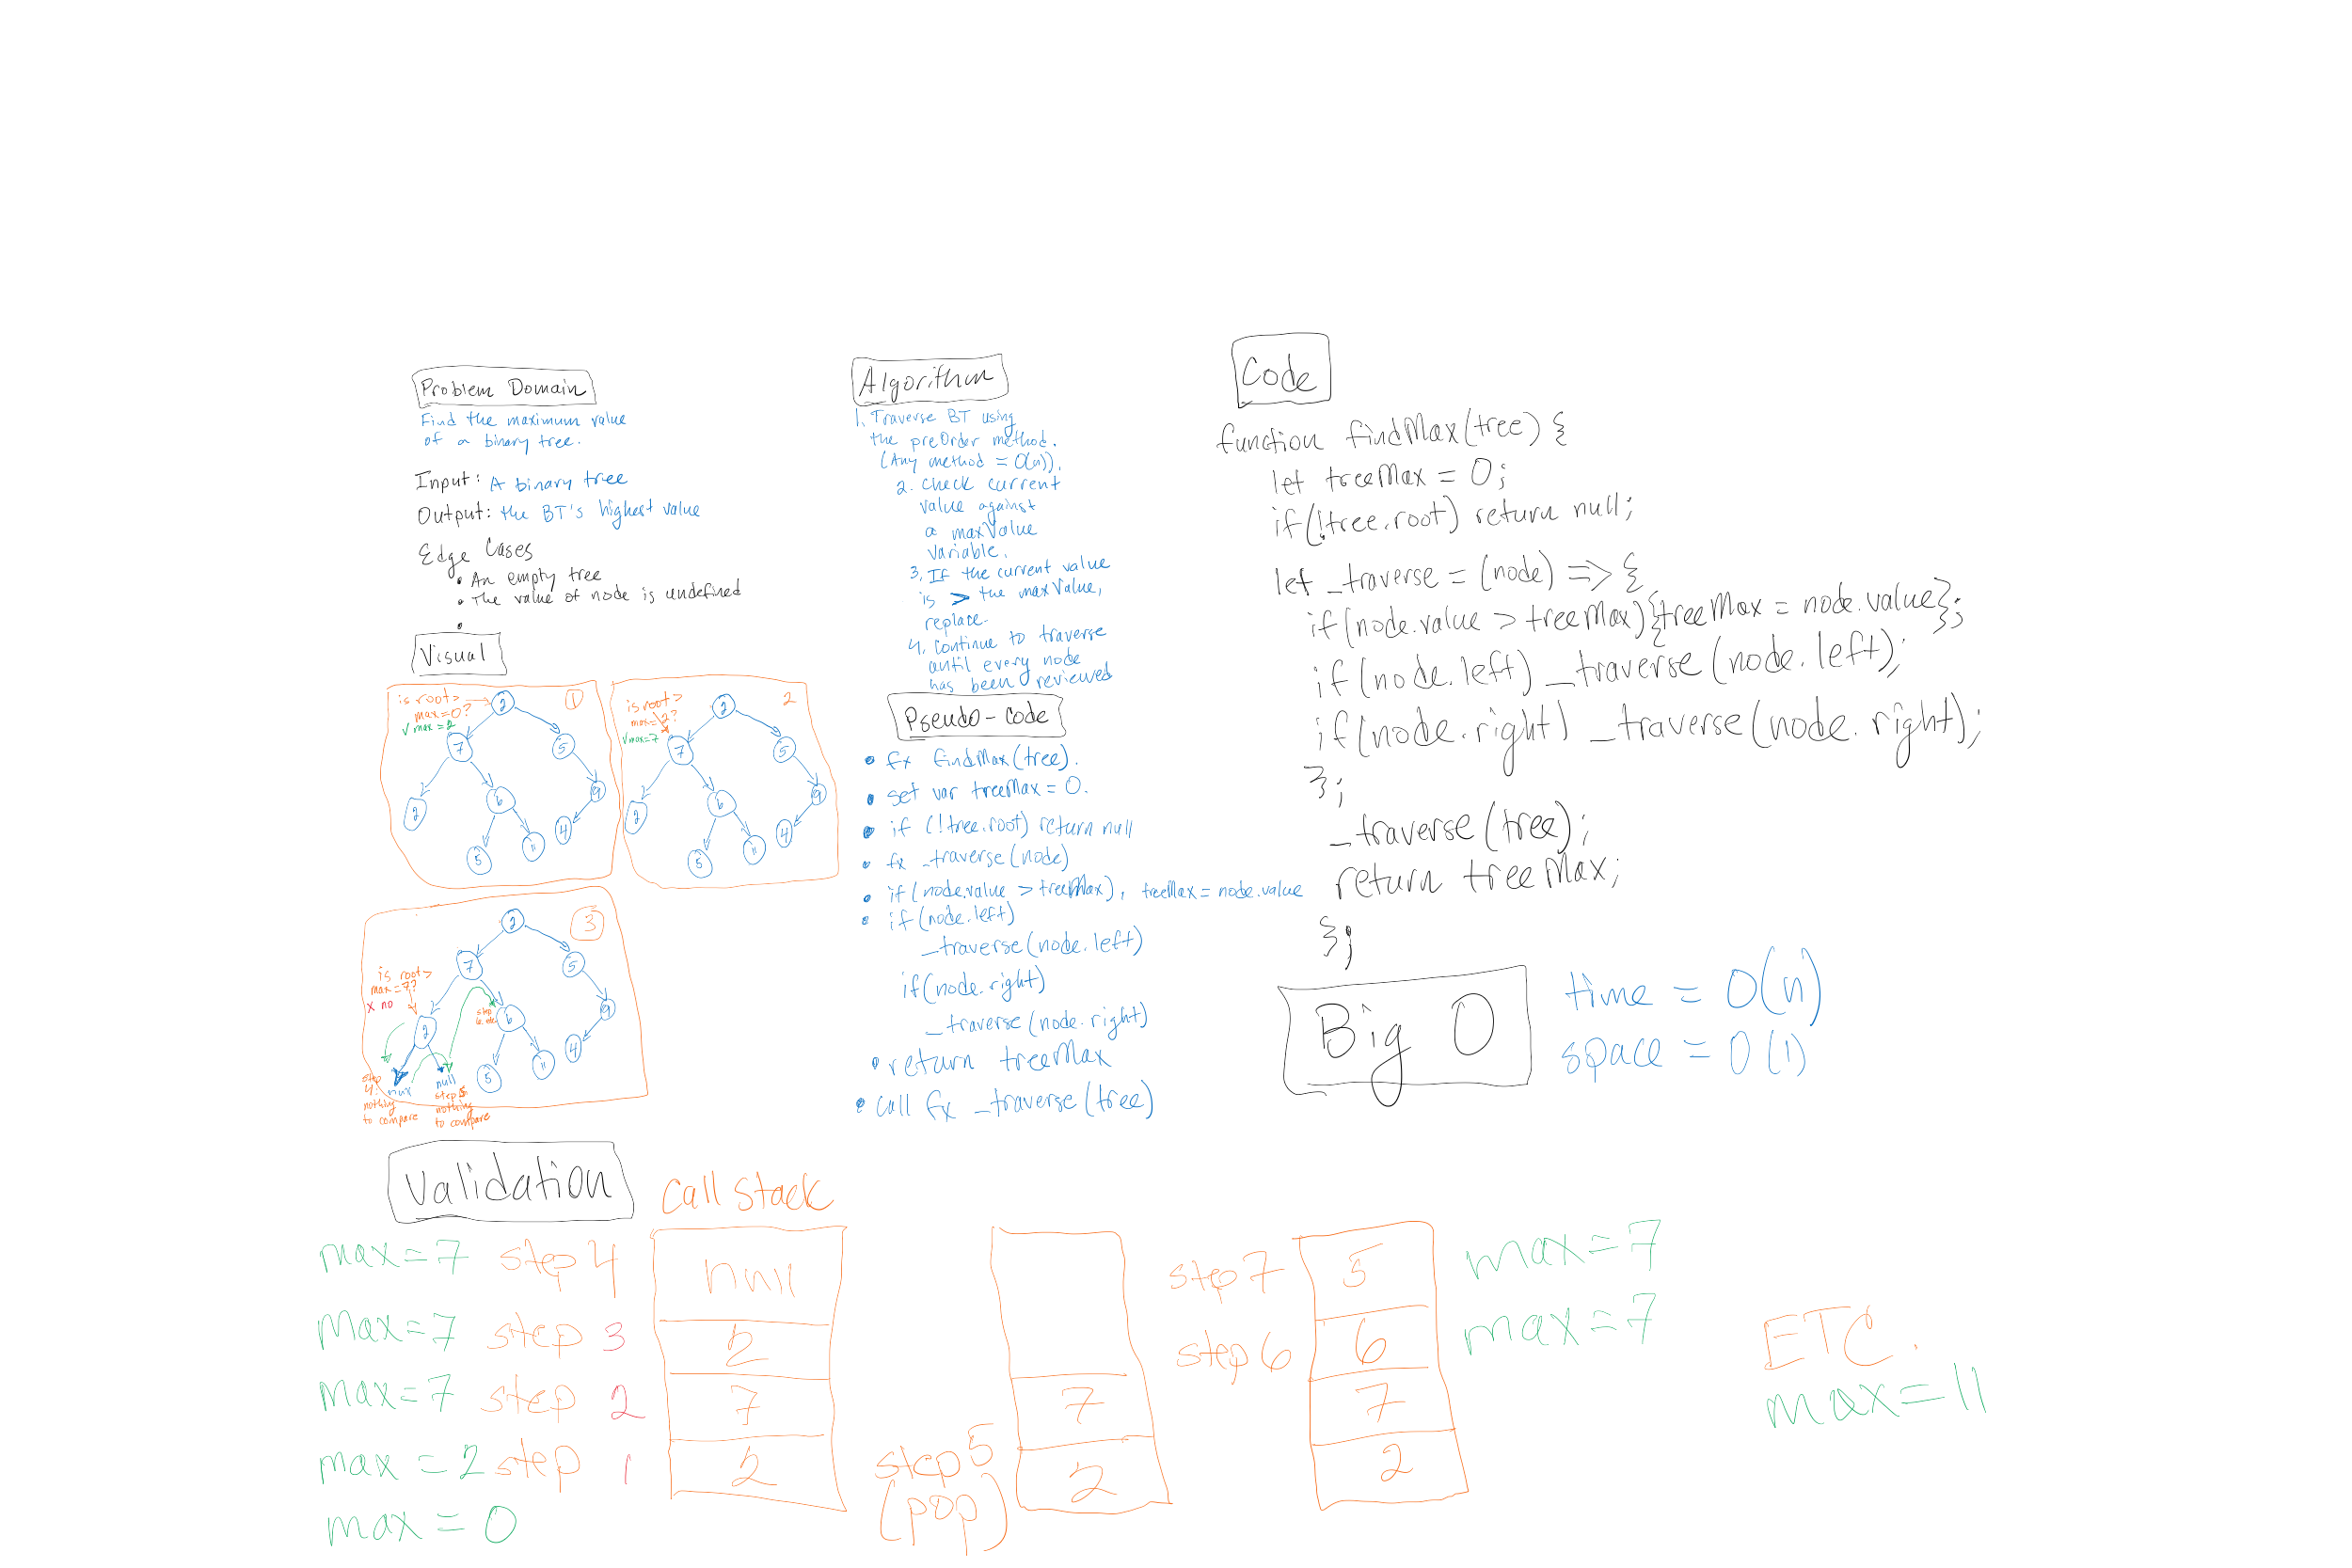 Problem Domain
Find the maximum value
of a binary tree.
Input: A binary tree
Output: the BT's highest value
Edge Cases
• An empty tree
• The value of node is undefined
•
Visual
is root >
max=0?
√ max = 2
1
2
7
5
2
6
9
5
11
4
is root >
max=2?
√max=7
2
2
7
5
2
6
9
5
11
4
3
2
7
5
is root >
max=7?
x no
2
step
6, etc
6
9
4
5
11
step
4:
null
nothing
to compare
null
step 5
nothing
to compare
Algorithm
1. Traverse BT using
the preOrder method.
(Any method = O(n)).
2. Check current
value against
a maxValue
variable.
3. If the current value
is > the maxValue,
replace.
4. Continue to traverse
until every node
has been reviewed
Pseudo-code
• fx findMax(tree).
• set var treeMax = 0.
• if (!tree.root) return null
• fx _traverse(node)
• if(node.value > treeMax), treeMax = node.value
• if(node.left)
_traverse(node.left)
if(node.right)
_traverse(node.right)
• return treeMax
• call fx _traverse(tree)
Code
function findMax(tree) {
let treeMax = 0;
if(!tree.root) return null;
let _traverse = (node) => {
if(node.value > treeMax){treeMax = node.value};
if(node.left) _traverse(node.left);
if(node.right) _traverse(node.right);
};
_traverse(tree);
return treeMax;
};
Big O
time = O(n)
space = O(1)
Validation
Call Stack
max=7 step 4 null
max=7 step 3 2
max=7 step 2 7
max = 2 step 1 2
max = 0
step 5
(pop)
7
2
step 7 5 max=7
step 6 6 max=7
7
2
ETC.
max=11